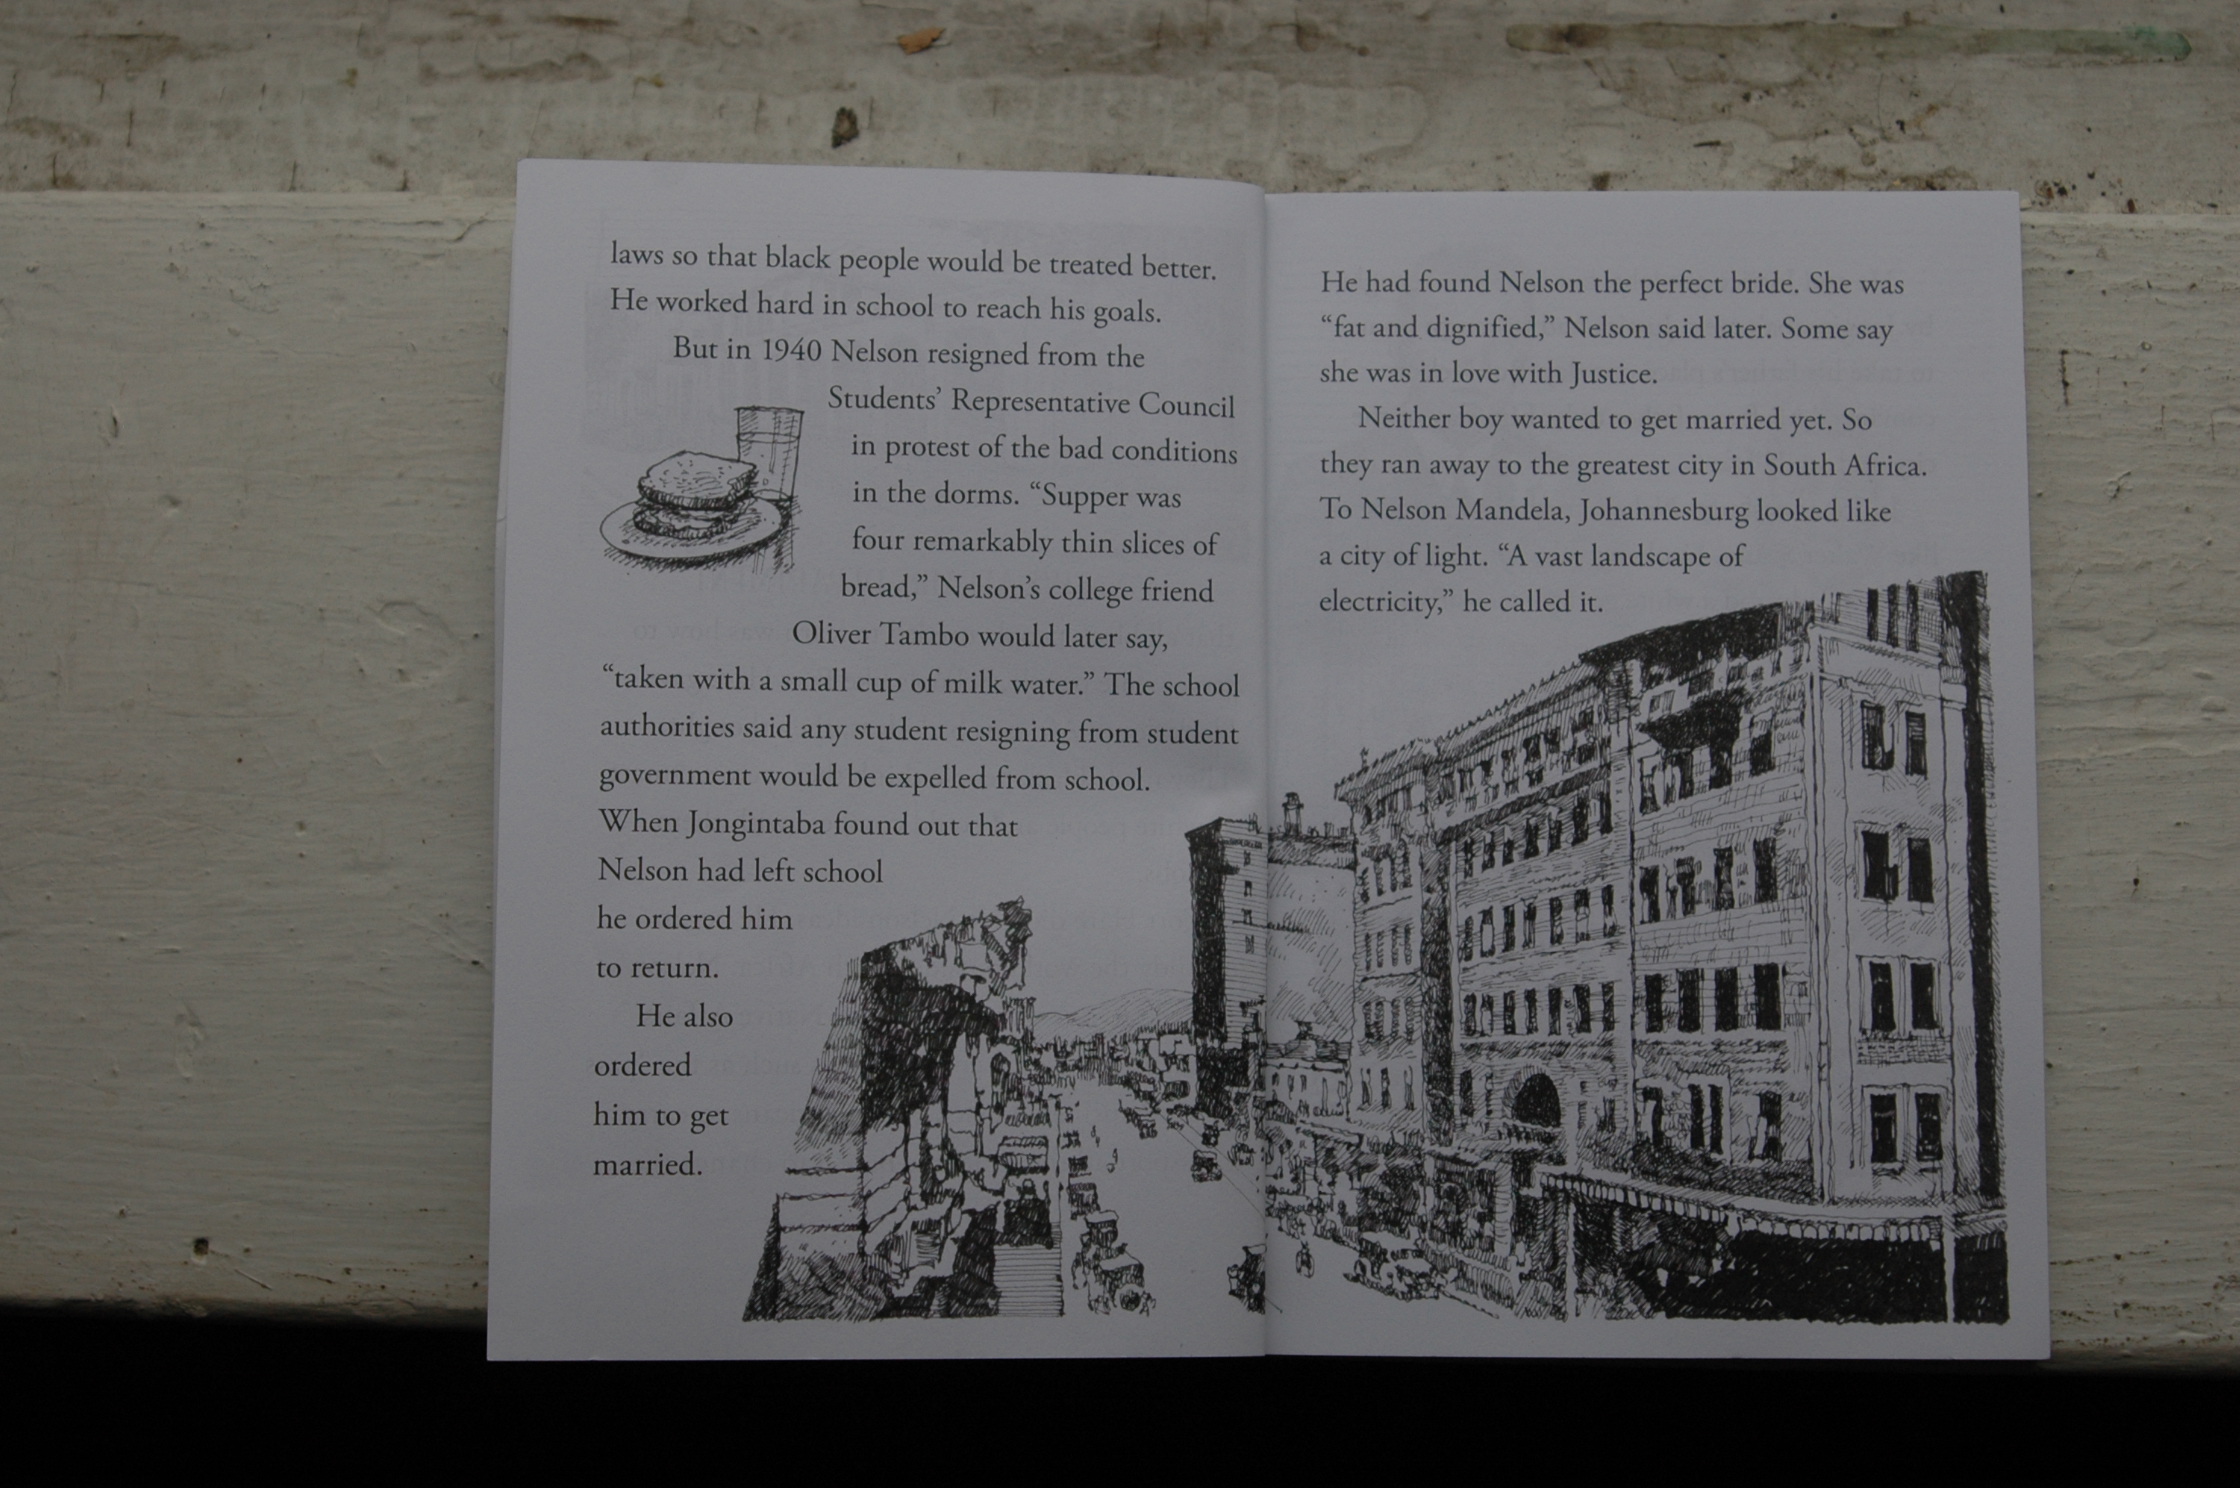 laws so that black people would be treated better.
He worked hard in school to reach his goals.
But in 1940 Nelson resigned from the
Students’ Representative Council
in protest of the bad conditions
in the dorms. “Supper was
four remarkably thin slices of
bread,” Nelson’s college friend
Oliver Tambo would later say,
“taken with a small cup of milk water.” The school
authorities said any student resigning from student
government would be expelled from school.
When Jongintaba found out that
Nelson had left school
he ordered him
to return.
He also
ordered
him to get
married.
He had found Nelson the perfect bride. She was
“fat and dignified,” Nelson said later. Some say
she was in love with Justice.
Neither boy wanted to get married yet. So
they ran away to the greatest city in South Africa.
To Nelson Mandela, Johannesburg looked like
a city of light. “A vast landscape of
electricity,” he called it.